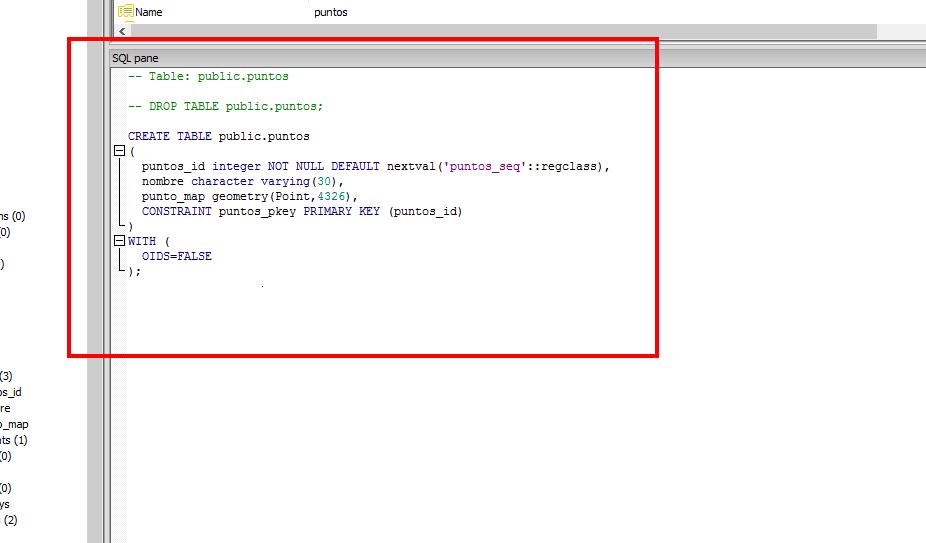 Name puntos
SQL pane
-- Table: public.puntos
-- DROP TABLE public.puntos;
CREATE TABLE public.puntos
(
puntos_id integer NOT NULL DEFAULT nextval('puntos_seq'::regclass),
nombre character varying(30),
punto_map geometry(Point,4326),
CONSTRAINT puntos_pkey PRIMARY KEY (puntos_id)
)
WITH (
OIDS=FALSE
);
ns (0)
(0)
)
(3)
os_id
re
o_map
nts (1)
(0)
(0)
ys
(2)